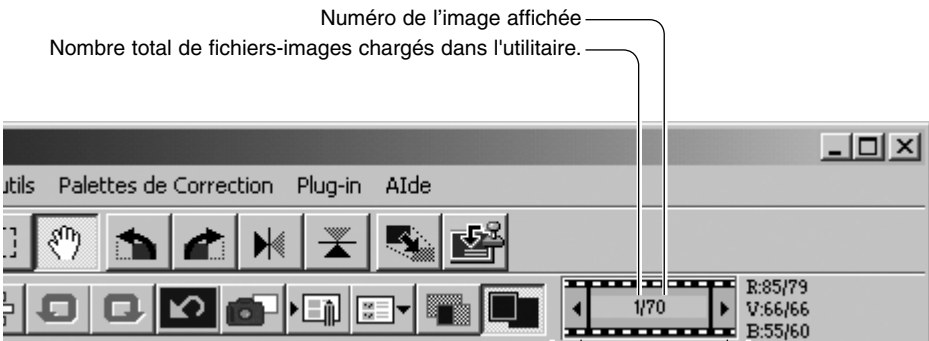 Numéro de l'image affichée
Nombre total de fichiers-images chargés dans l'utilitaire.
utils Palettes de Correction Plug-in AIde
1/70
R:85/79
V:66/66
B:55/60